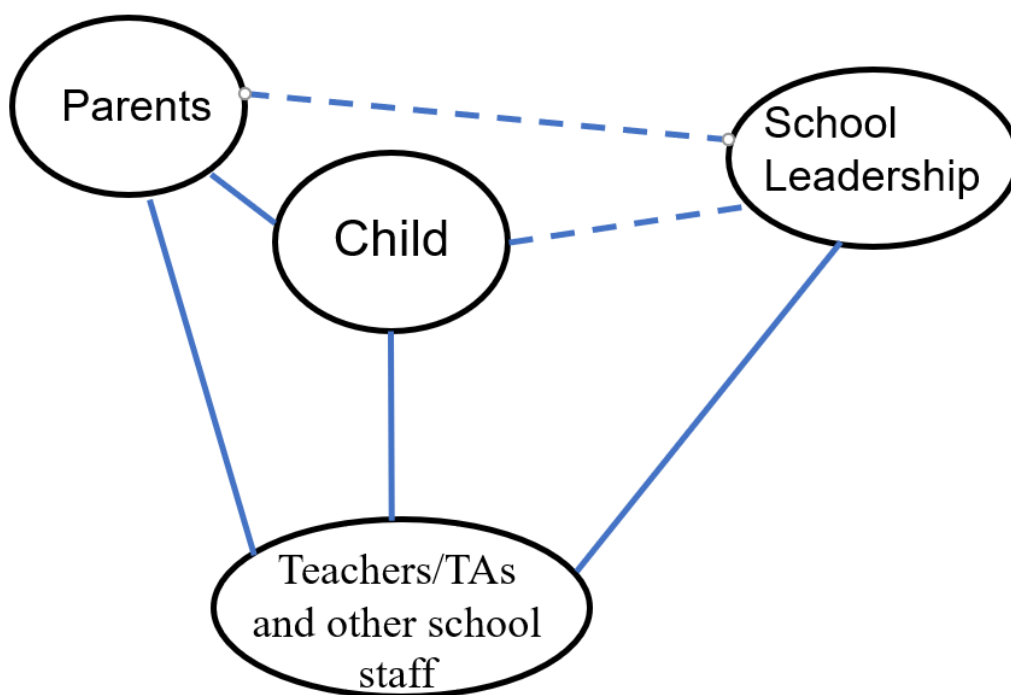 Parents
School
Leadership
Child
Teachers/TAs
and other school
staff